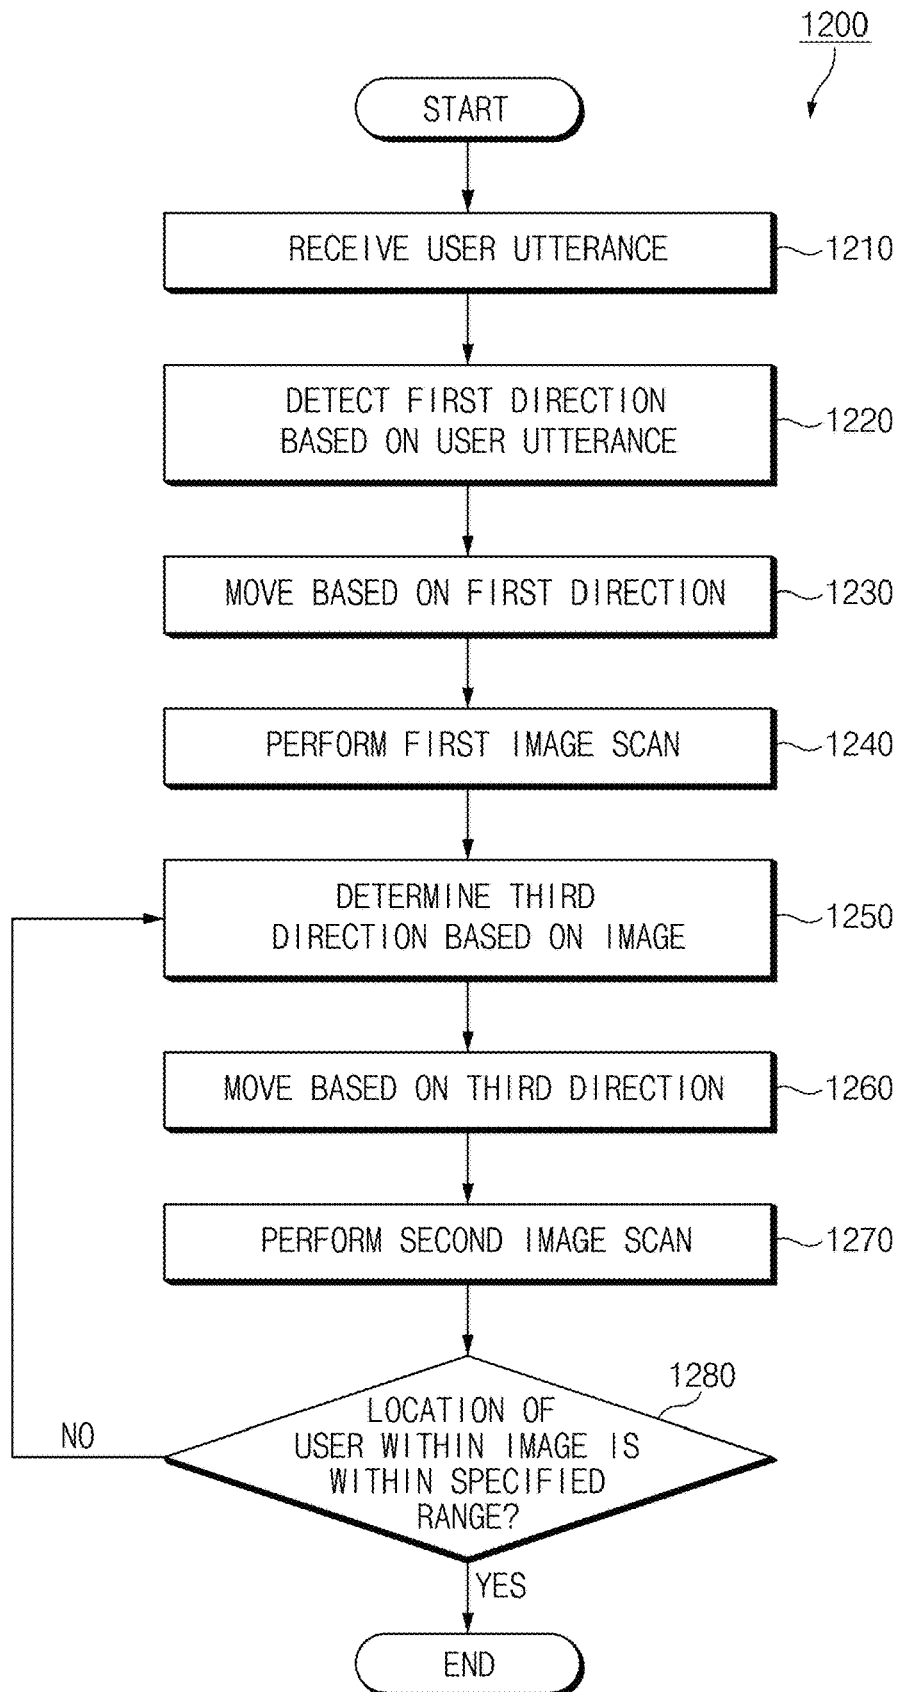 1200
START
RECEIVE USER UTTERANCE
1210
DETECT FIRST DIRECTION
BASED ON USER UTTERANCE
1220
MOVE BASED ON FIRST DIRECTION
1230
PERFORM FIRST IMAGE SCAN
1240
DETERMINE THIRD
DIRECTION BASED ON IMAGE
1250
MOVE BASED ON THIRD DIRECTION
1260
PERFORM SECOND IMAGE SCAN
1270
1280
LOCATION OF
USER WITHIN IMAGE IS
WITHIN SPECIFIED
RANGE?
NO
YES
END